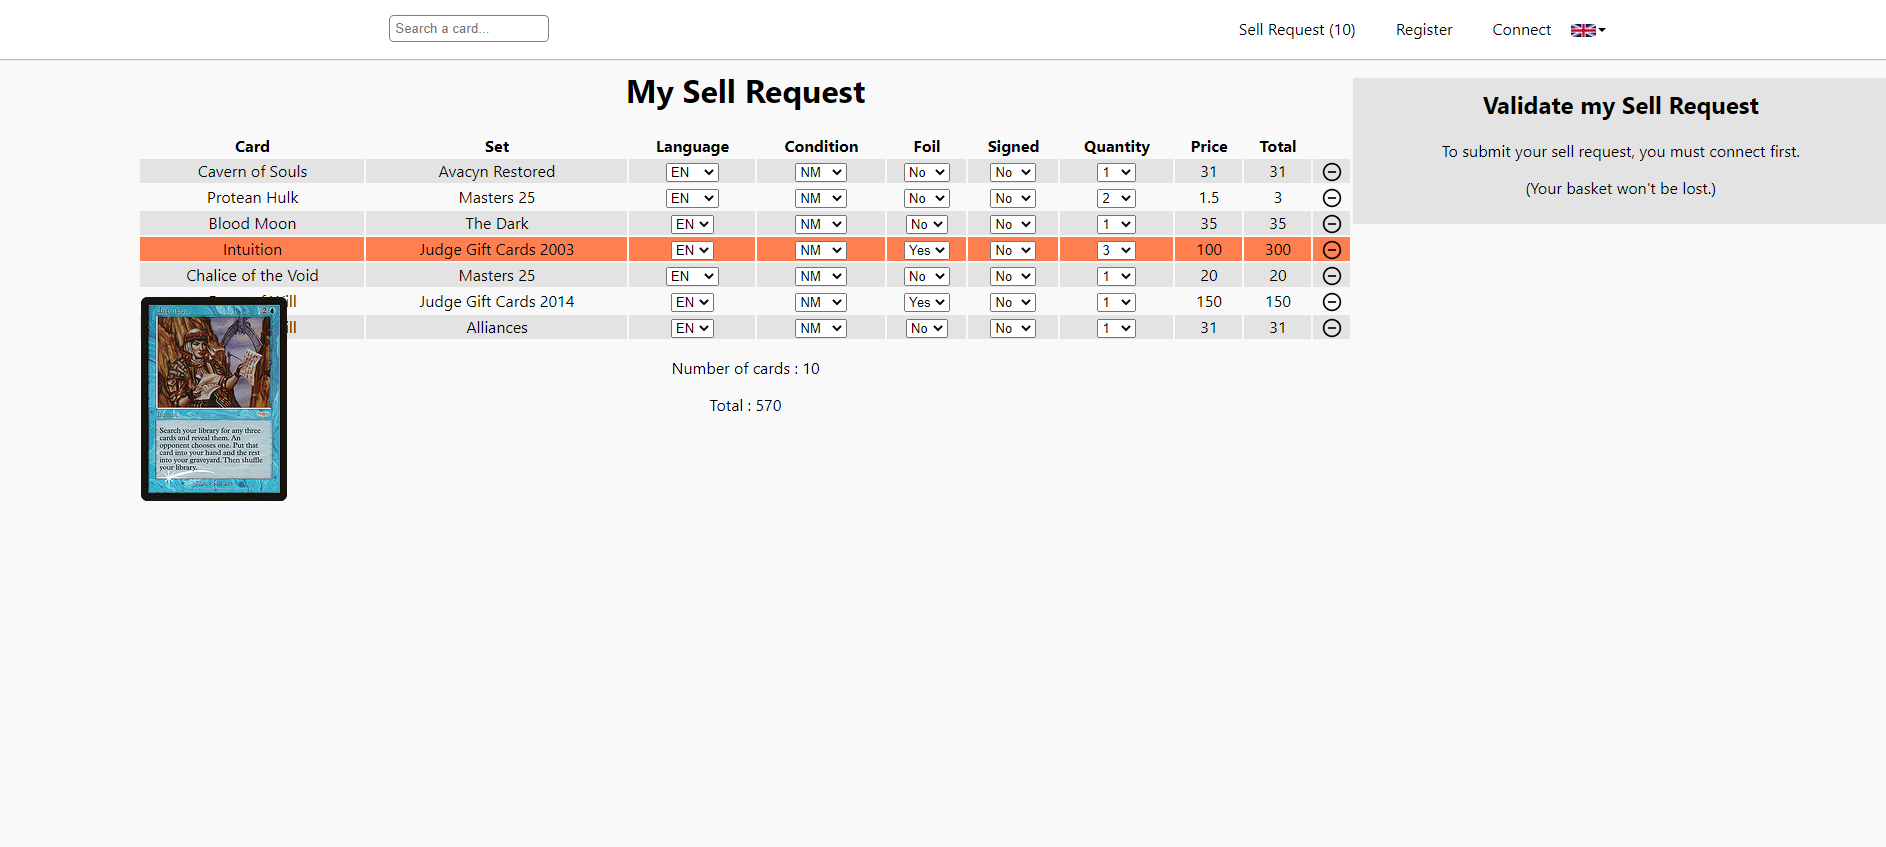 Search a card...
Sell Request (10) Register Connect
My Sell Request
Card Set Language Condition Foil Signed Quantity Price Total
Cavern of Souls Avacyn Restored EN NM No No 1 31 31
Protean Hulk Masters 25 EN NM No No 2 1.5 3
Blood Moon The Dark EN NM No No 1 35 35
Intuition Judge Gift Cards 2003 EN NM Yes No 3 100 300
Chalice of the Void Masters 25 EN NM No No 1 20 20
Judge Gift Cards 2014 EN NM Yes No 1 150 150
Alliances EN NM No No 1 31 31
Number of cards : 10
Total : 570
Search your library for any three
cards and reveal them. An
opponent chooses one. Put that
card into your hand and the rest
into your graveyard. Then shuffle
your library.
Validate my Sell Request
To submit your sell request, you must connect first.
(Your basket won't be lost.)